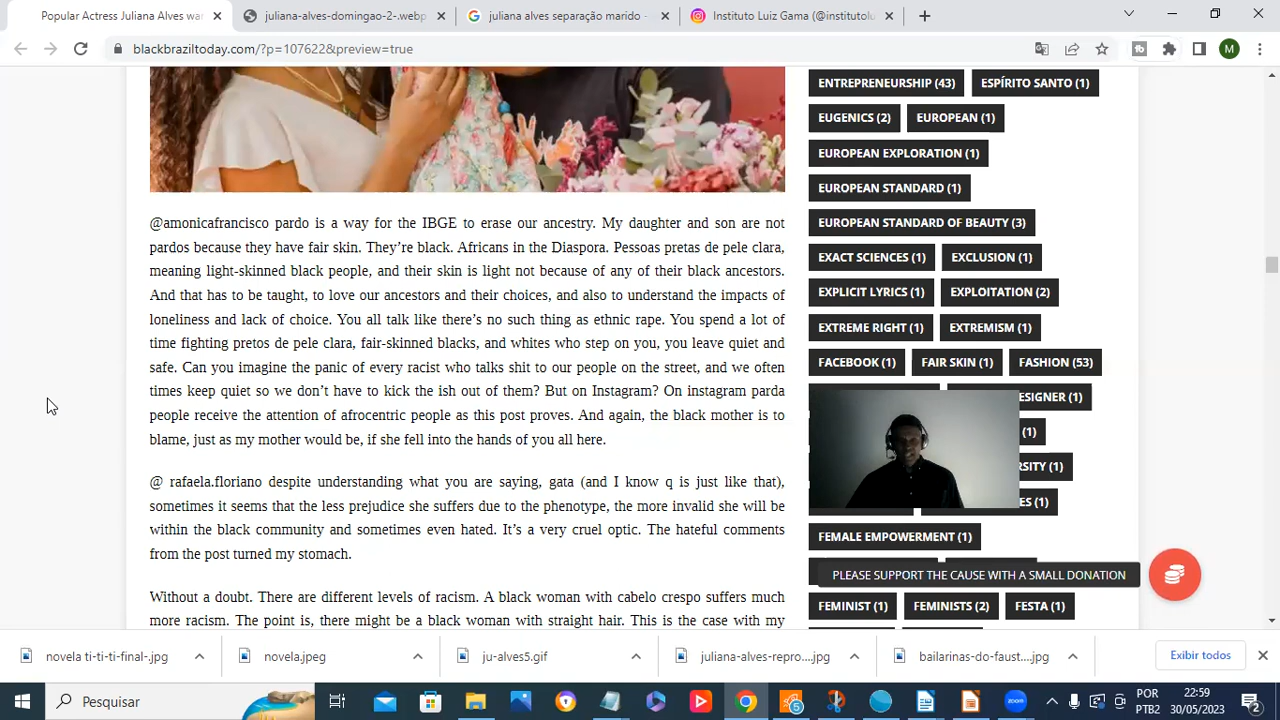 Popular Actress Juliana Alves war
juliana-alves-domingao-2-.webp
juliana alves separação marido -
Instituto Luiz Gama (@institotolu
blackbraziltoday.com/?p=107622&preview=true
M
ENTREPRENEURSHIP (43) ESPÍRITO SANTO (1)
EUGENICS (2) EUROPEAN (1)
EUROPEAN EXPLORATION (1)
EUROPEAN STANDARD (1)
EUROPEAN STANDARD OF BEAUTY (3)
EXACT SCIENCES (1) EXCLUSION (1)
EXPLICIT LYRICS (1) EXPLOITATION (2)
EXTREME RIGHT (1) EXTREMISM (1)
FACEBOOK (1) FAIR SKIN (1) FASHION (53)
ESIGNER (1)
(1)
RSITY (1)
ES (1)
FEMALE EMPOWERMENT (1)
PLEASE SUPPORT THE CAUSE WITH A SMALL DONATION
FEMINIST (1) FEMINISTS (2) FESTA (1)
@amonicafrancisco pardo is a way for the IBGE to erase our ancestry. My daughter and son are not
pardos because they have fair skin. They're black. Africans in the Diaspora. Pessoas pretas de pele clara,
meaning light-skinned black people, and their skin is light not because of any of their black ancestors.
And that has to be taught, to love our ancestors and their choices, and also to understand the impacts of
loneliness and lack of choice. You all talk like there's no such thing as ethnic rape. You spend a lot of
time fighting pretos de pele clara, fair-skinned blacks, and whites who step on you, you leave quiet and
safe. Can you imagine the panic of every racist who talks shit to our people on the street, and we often
times keep quiet so we don't have to kick the ish out of them? But on Instagram? On instagram parda
people receive the attention of afrocentric people as this post proves. And again, the black mother is to
blame, just as my mother would be, if she fell into the hands of you all here.
@ rafaela.floriano despite understanding what you are saying, gata (and I know q is just like that),
sometimes it seems that the less prejudice she suffers due to the phenotype, the more invalid she will be
within the black community and sometimes even hated. It's a very cruel optic. The hateful comments
from the post turned my stomach.
Without a doubt. There are different levels of racism. A black woman with cabelo crespo suffers much
more racism. The point is, there might be a black woman with straight hair. This is the case with my
novela ti-ti-ti-final-.jpg
novela.jpeg
ju-alves5.gif
juliana-alves-repro....jpg
bailarinas-do-faust....jpg
Exibir todos
Pesquisar
5
zoom
POR
PTB2
22:59
30/05/2023
2